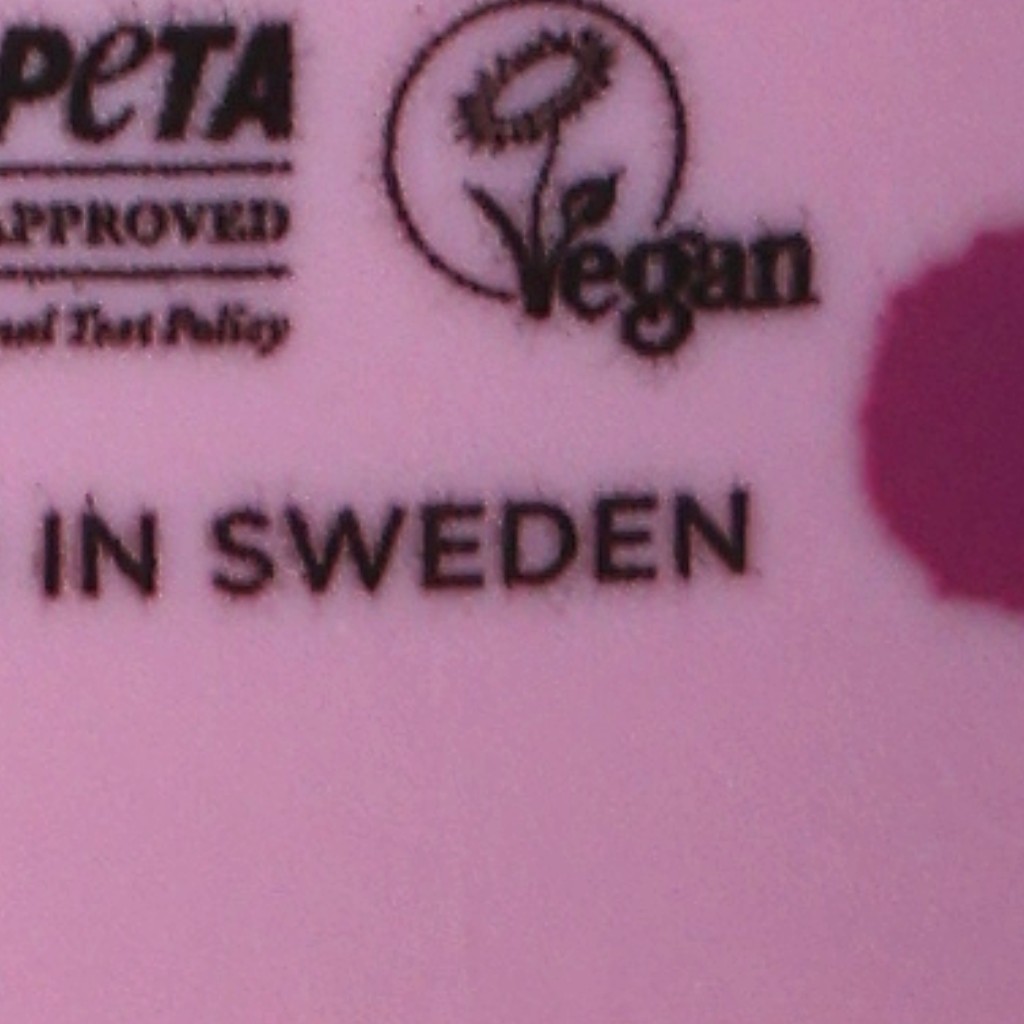 PETA
APPROVED
Test Policy
Vegan
IN SWEDEN